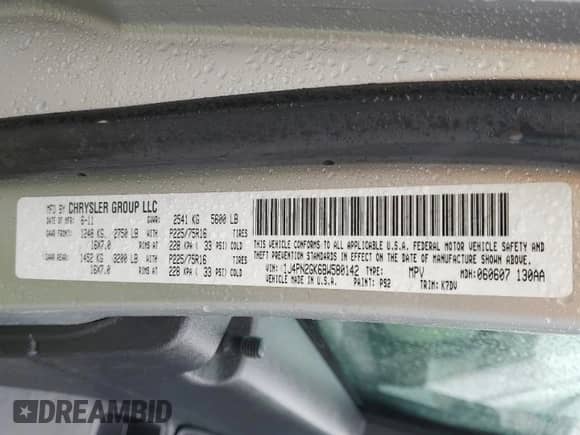 MFD BY CHRYSLER GROUP LLC
DATE OF MFR: 6-11 GVWR: 2541 KG 5600 LB
GAWR FRONT: 1248 KG 2750 LB WITH P225/75R16 TIRES
16X7.0 RIMS AT 228 KPA ( 33 PSI) COLD
GAWR REAR: 1452 KG 3200 LB WITH P225/75R16 TIRES
16X7.0 RIMS AT 228 KPA ( 33 PSI) COLD
THIS VEHICLE CONFORMS TO ALL APPLICABLE U.S.A. FEDERAL MOTOR VEHICLE SAFETY AND
THEFT PREVENTION STANDARDS IN EFFECT ON THE DATE OF MANUFACTURE SHOWN ABOVE.
VIN: 1J4PN2GK6BW580142 TYPE: MPV MDH: 060607 130AA
VEHICLE MADE IN U.S.A. PAINT: PS2 TRIM: K7DV
DREAMBID